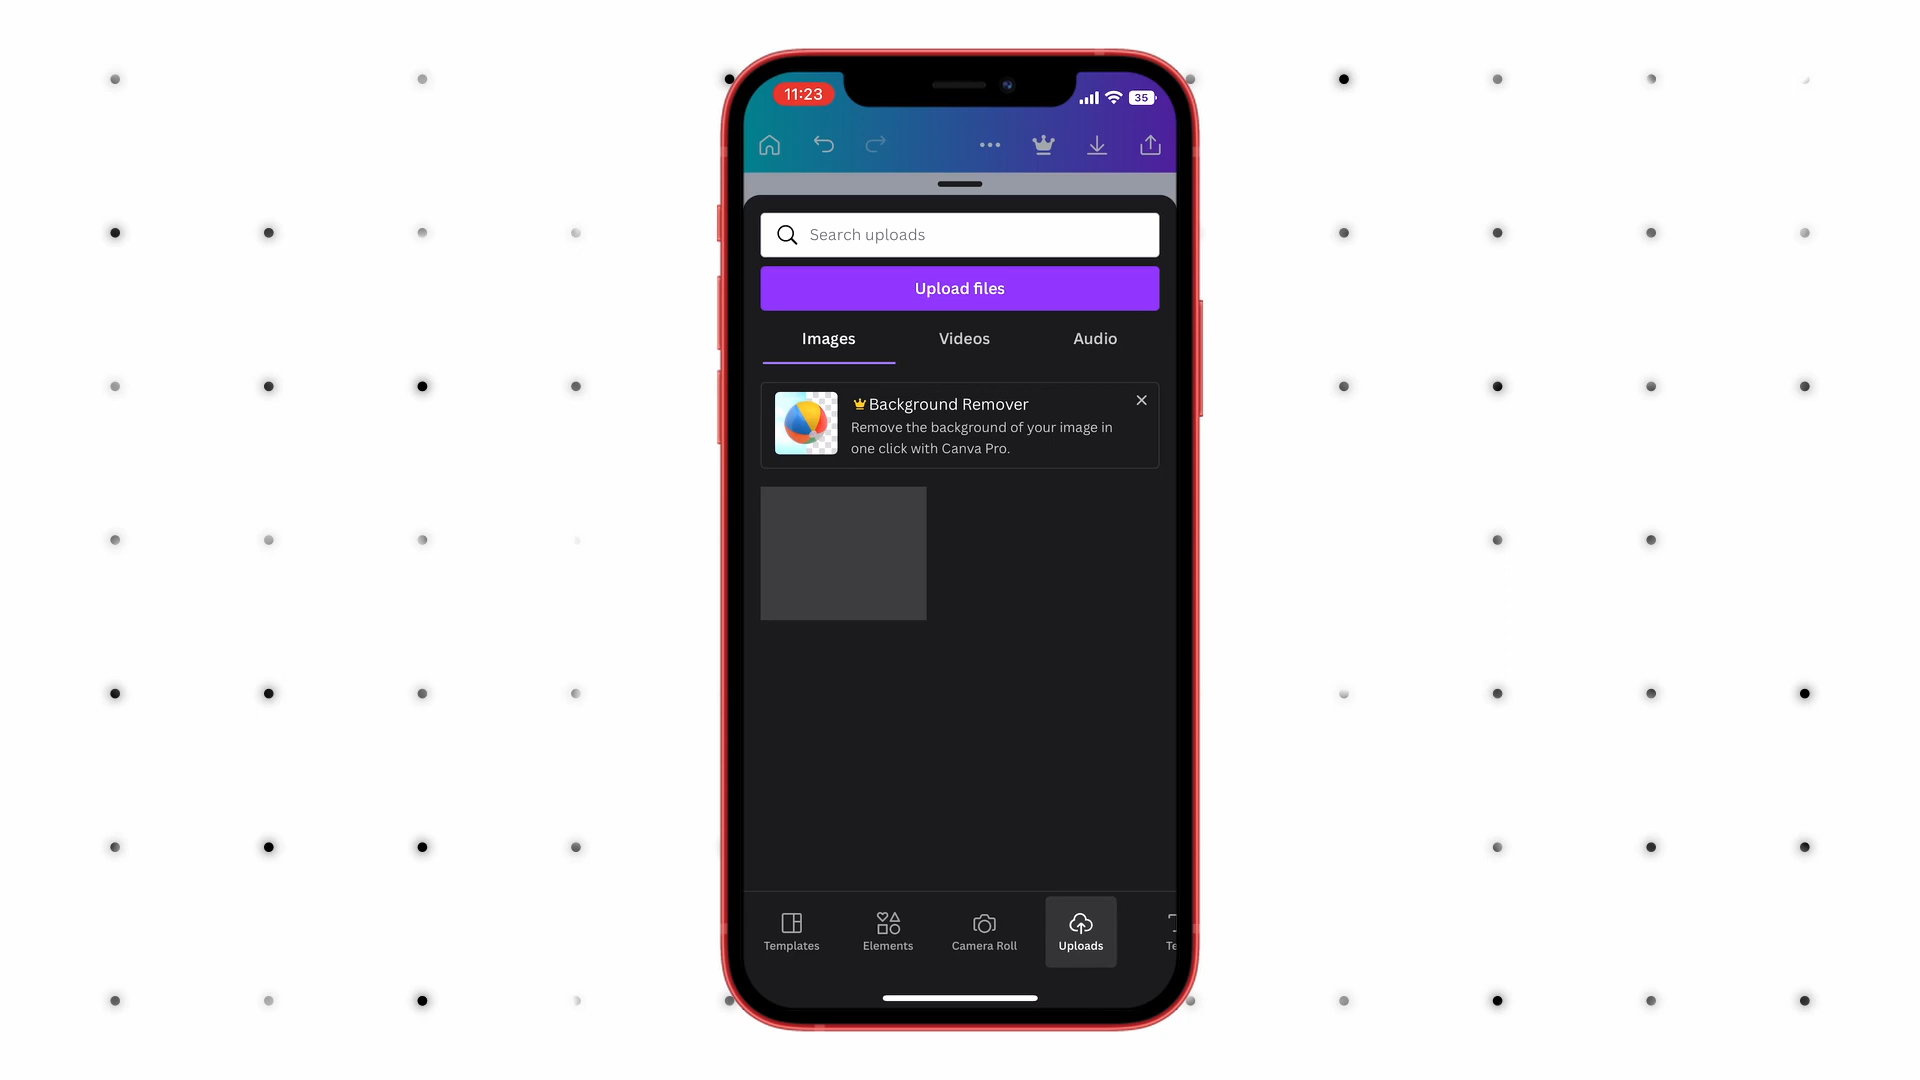 11:23
35
Search uploads
Upload files
Images Videos Audio
Background Remover
Remove the background of your image in
one click with Canva Pro.
Templates Elements Camera Roll Uploads Te